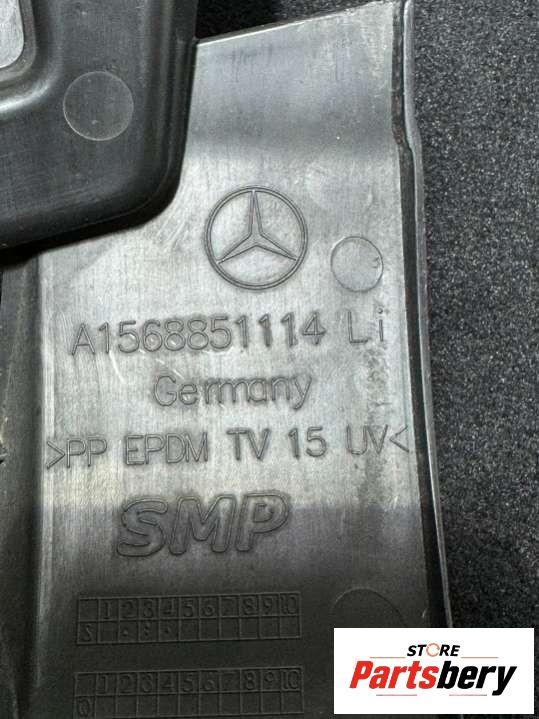 A1568851114 Li
Germany
>PP EPDM TV 15 UV<
SMP
1 2 3 4 5 6 7 8 9 10
S
1 2 3 4 5 6 7 8 9 10
0
STORE
Partsbery